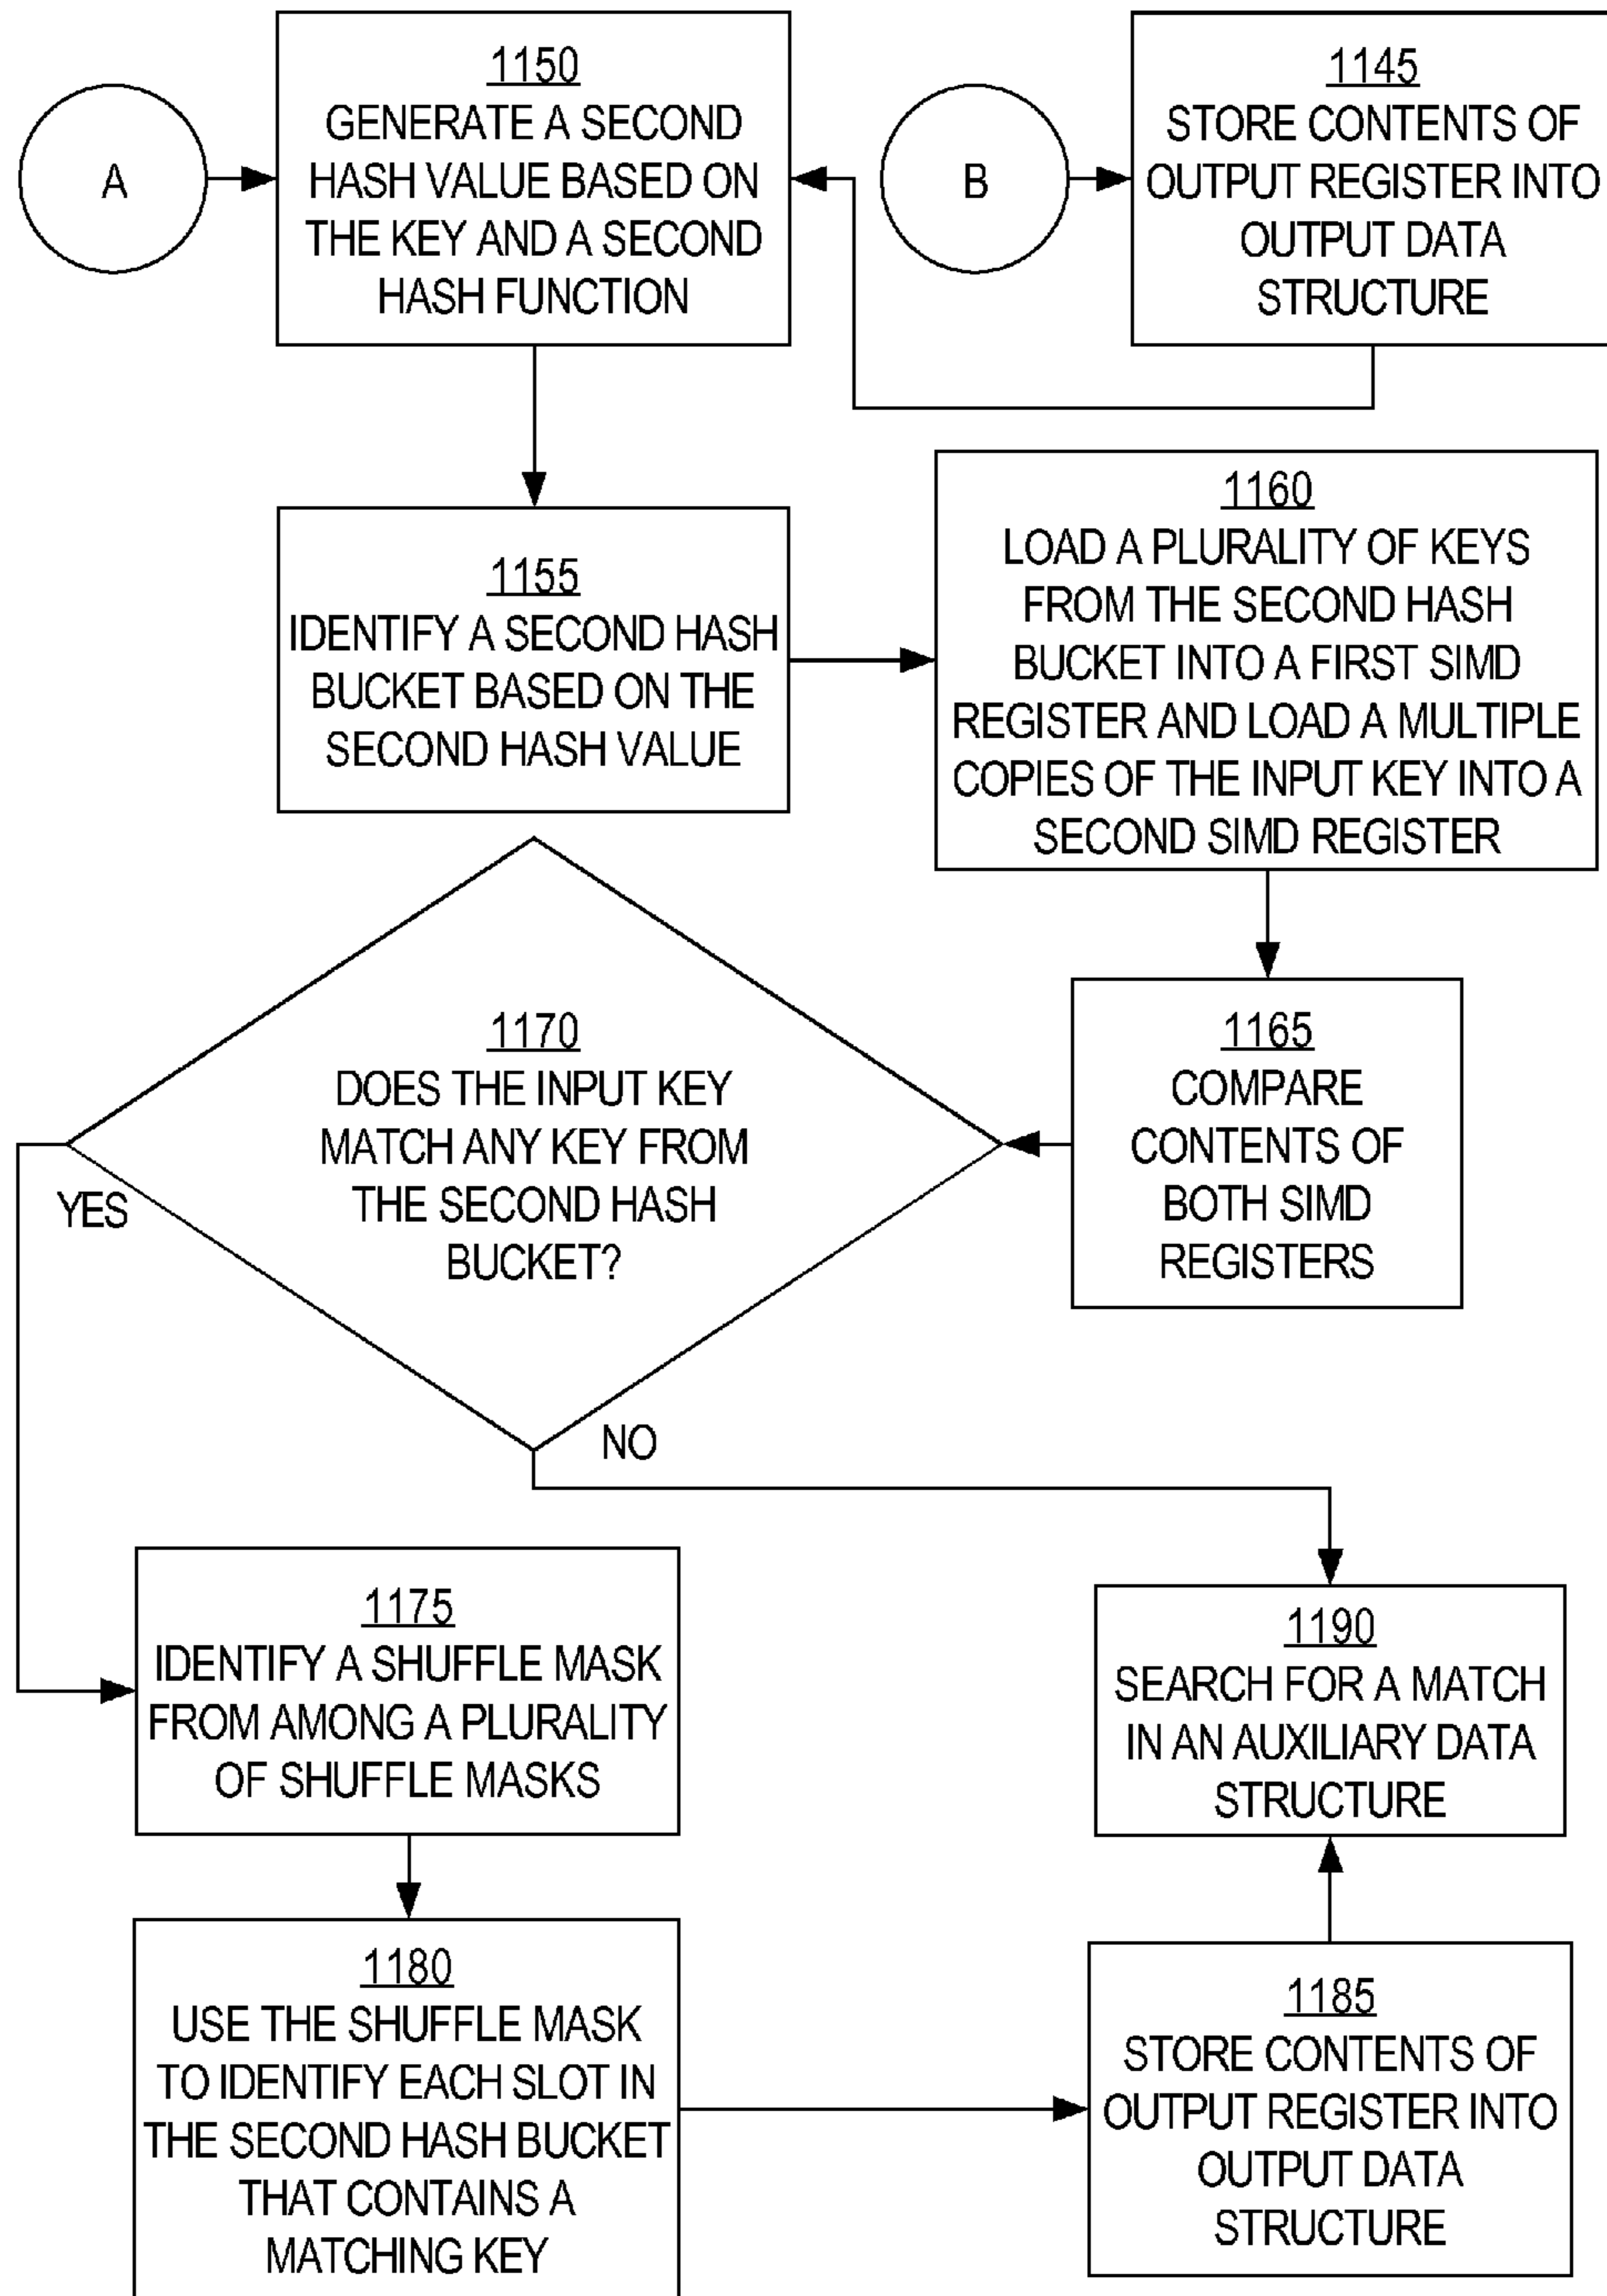 A
1150
GENERATE A SECOND
HASH VALUE BASED ON
THE KEY AND A SECOND
HASH FUNCTION
B
1145
STORE CONTENTS OF
OUTPUT REGISTER INTO
OUTPUT DATA
STRUCTURE
1155
IDENTIFY A SECOND HASH
BUCKET BASED ON THE
SECOND HASH VALUE
1160
LOAD A PLURALITY OF KEYS
FROM THE SECOND HASH
BUCKET INTO A FIRST SIMD
REGISTER AND LOAD A MULTIPLE
COPIES OF THE INPUT KEY INTO A
SECOND SIMD REGISTER
1165
COMPARE
CONTENTS OF
BOTH SIMD
REGISTERS
1170
DOES THE INPUT KEY
MATCH ANY KEY FROM
THE SECOND HASH
BUCKET?
YES
NO
1175
IDENTIFY A SHUFFLE MASK
FROM AMONG A PLURALITY
OF SHUFFLE MASKS
1180
USE THE SHUFFLE MASK
TO IDENTIFY EACH SLOT IN
THE SECOND HASH BUCKET
THAT CONTAINS A
MATCHING KEY
1185
STORE CONTENTS OF
OUTPUT REGISTER INTO
OUTPUT DATA
STRUCTURE
1190
SEARCH FOR A MATCH
IN AN AUXILIARY DATA
STRUCTURE